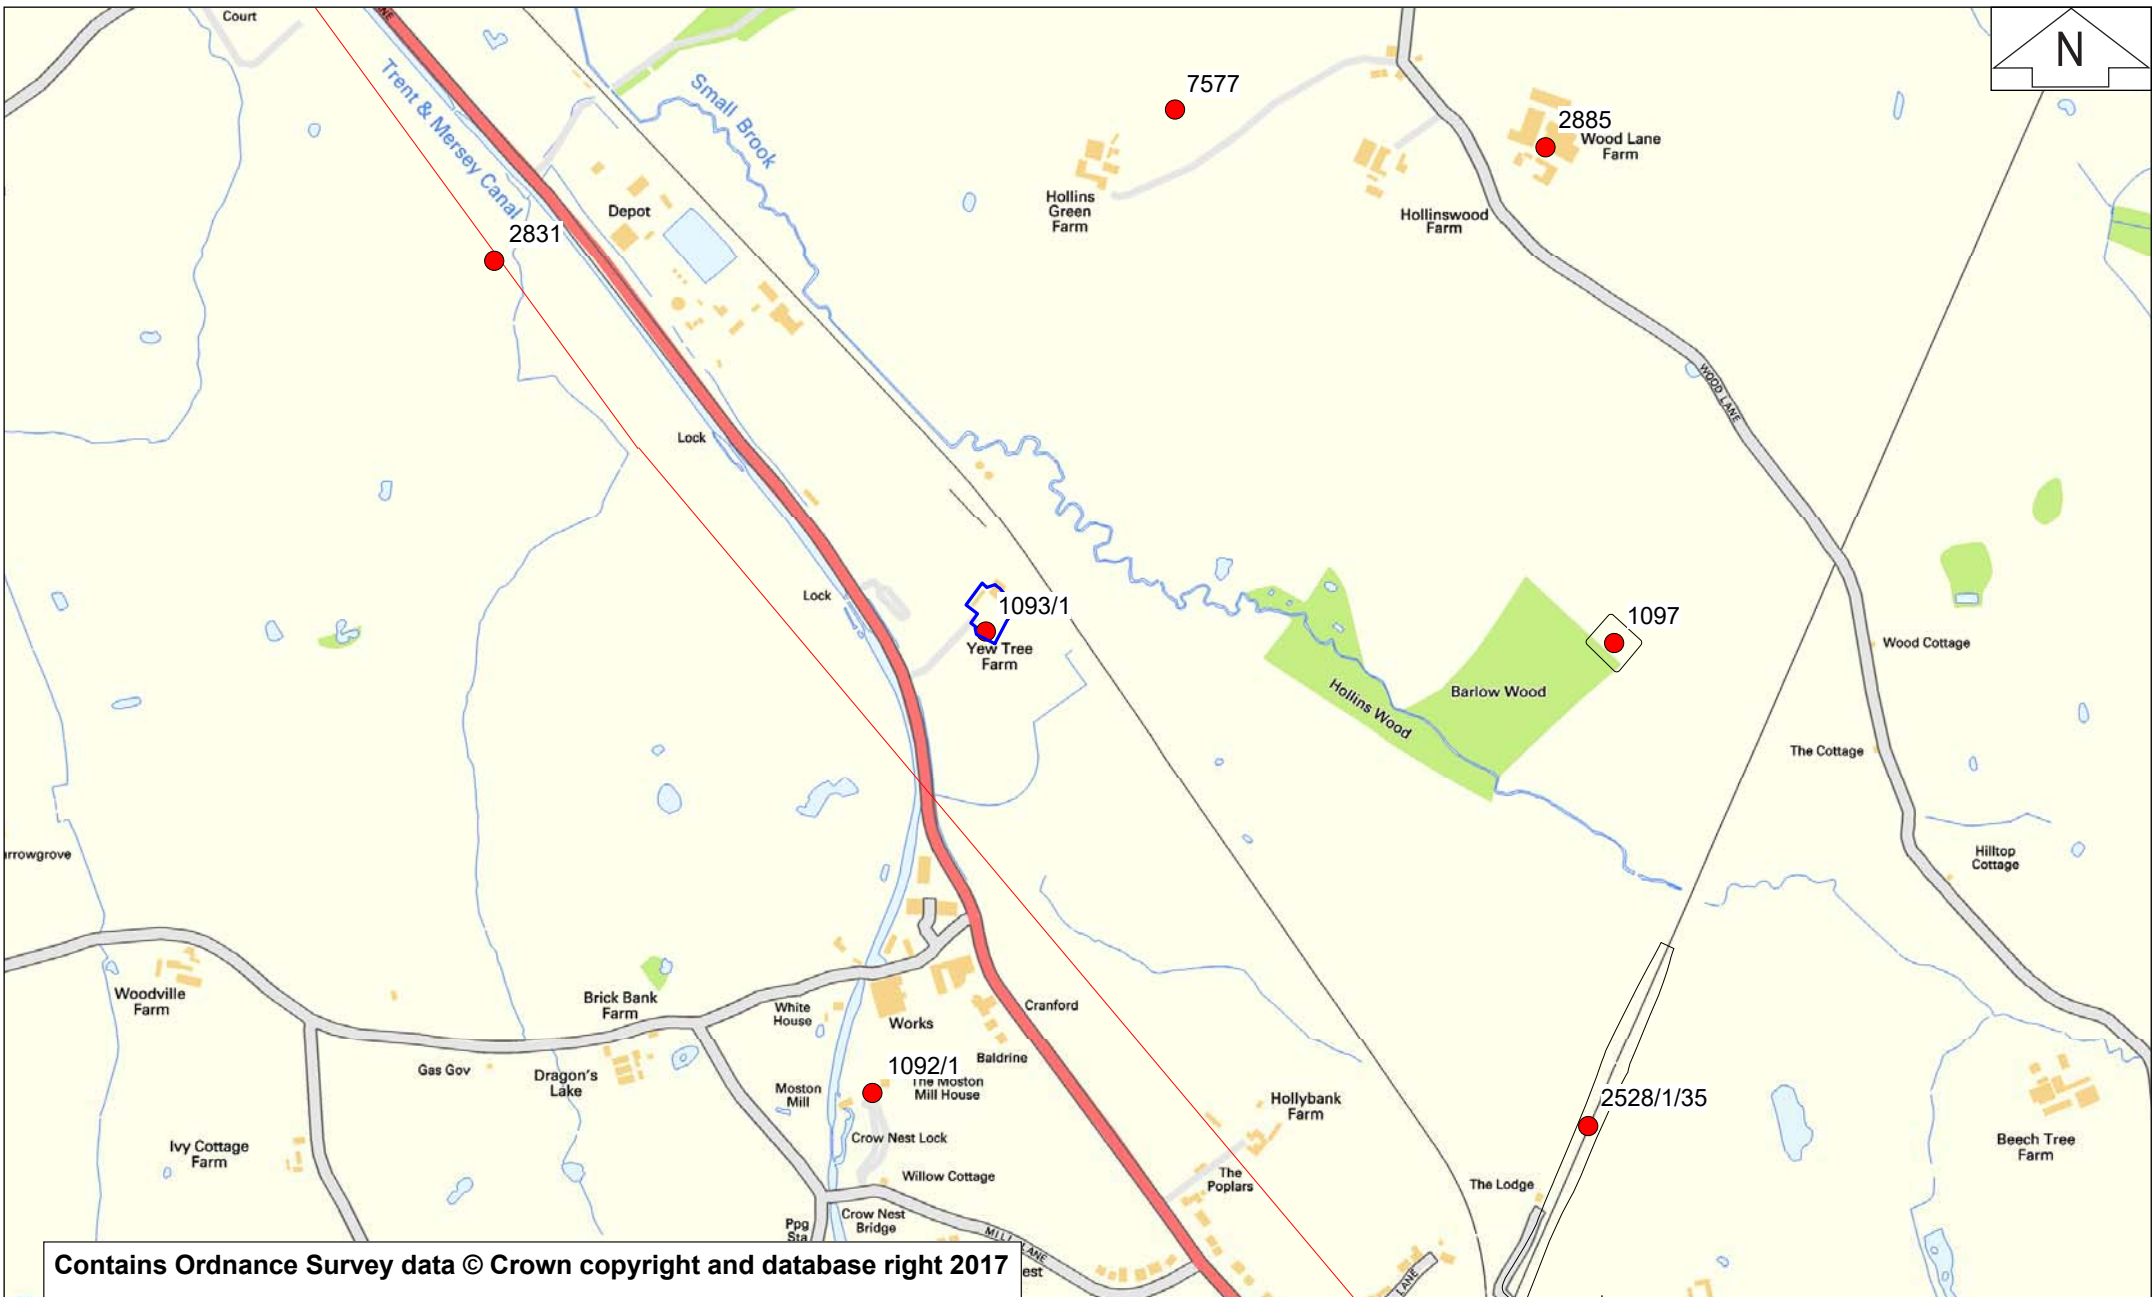 Court
NE
N
Trent & Mersey Canal
Small Brook
7577
2885
Wood Lane
Farm
Hollins
Green
Farm
Hollinswood
Farm
Depot
2831
WOOD LANE
Lock
Lock
1093/1
Yew Tree
Farm
1097
Wood Cottage
Barlow Wood
Hollins Wood
The Cottage
rrowgrove
Hilltop
Cottage
Woodville
Farm
Brick Bank
Farm
White
House
Works
Cranford
Gas Gov
Dragon's
Lake
Baldrine
1092/1
The Moston
Mill House
Moston
Mill
Hollybank
Farm
2528/1/35
Crow Nest Lock
Ivy Cottage
Farm
Beech Tree
Farm
Willow Cottage
The
Poplars
The Lodge
Crow Nest
Bridge
Ppg
Sta
MILL LANE
est
LANE
Contains Ordnance Survey data © Crown copyright and database right 2017